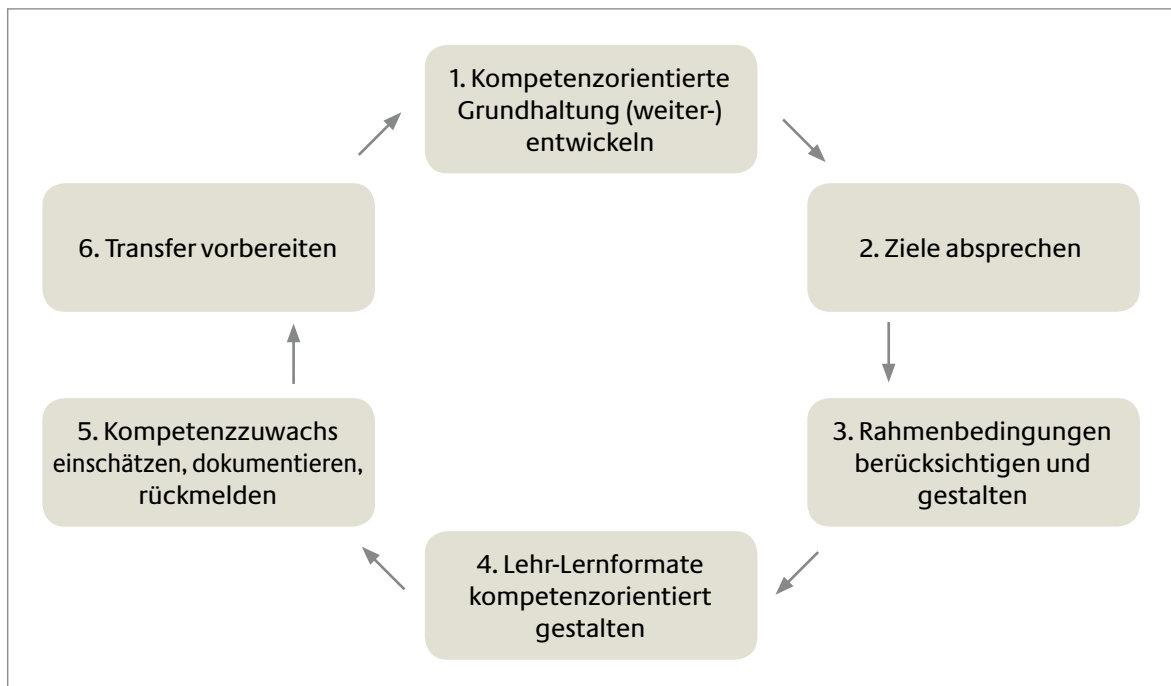 1. Kompetenzorientierte
Grundhaltung (weiter-)
entwickeln
2. Ziele absprechen
3. Rahmenbedingungen
berücksichtigen und
gestalten
4. Lehr-Lernformate
kompetenzorientiert
gestalten
5. Kompetenzzuwachs
einschätzen, dokumentieren,
rückmelden
6. Transfer vorbereiten